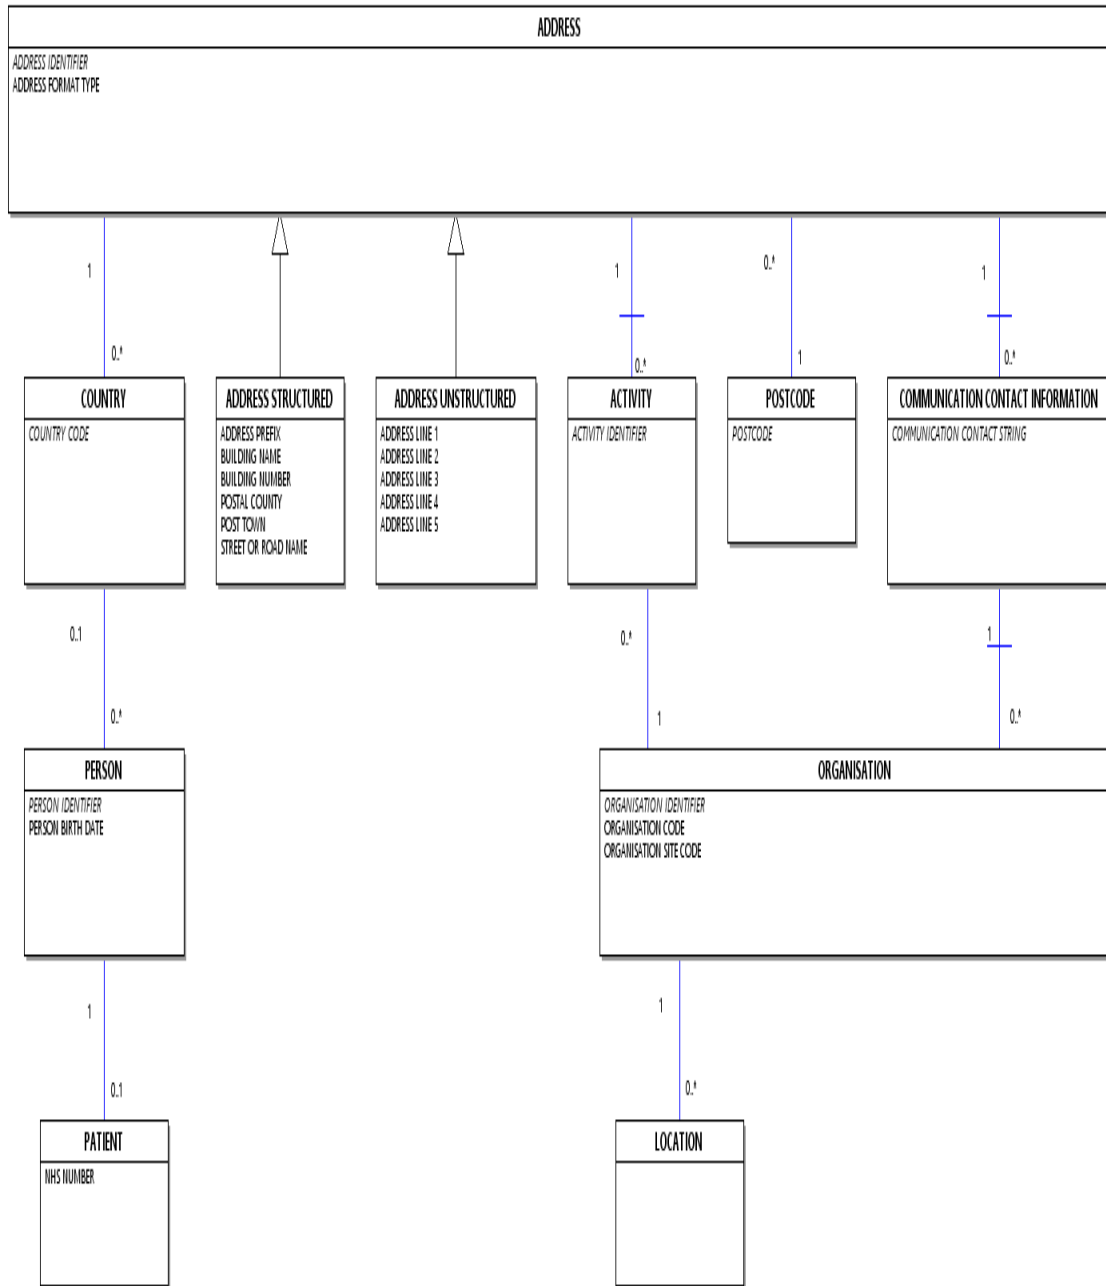 ADDRESS
ADDRESS IDENTIFIER
ADDRESS FORMAT TYPE
1
1
0..*
1
0..*
0..*
1
0..*
COUNTRY
COUNTRY CODE
ADDRESS STRUCTURED
ADDRESS PREFIX
BUILDING NAME
BUILDING NUMBER
POSTAL COUNTY
POST TOWN
STREET OR ROAD NAME
ADDRESS UNSTRUCTURED
ADDRESS LINE 1
ADDRESS LINE 2
ADDRESS LINE 3
ADDRESS LINE 4
ADDRESS LINE 5
ACTIVITY
ACTIVITY IDENTIFIER
POSTCODE
POSTCODE
COMMUNICATION CONTACT INFORMATION
COMMUNICATION CONTACT STRING
0..1
0..*
1
0..*
1
0..*
PERSON
PERSON IDENTIFIER
PERSON BIRTH DATE
ORGANISATION
ORGANISATION IDENTIFIER
ORGANISATION CODE
ORGANISATION SITE CODE
1
1
0..1
0..*
PATIENT
NHS NUMBER
LOCATION